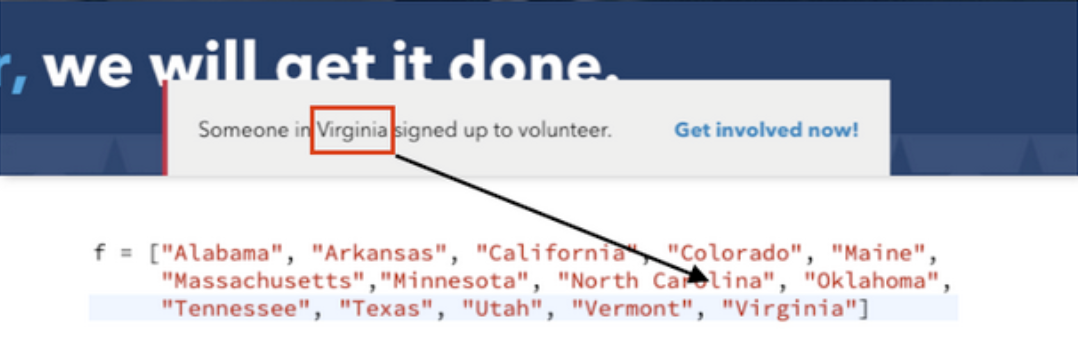 r, we will get it done.
Someone in Virginia signed up to volunteer. Get involved now!
f = ["Alabama", "Arkansas", "California", "Colorado", "Maine",
"Massachusetts","Minnesota", "North Carolina", "Oklahoma",
"Tennessee", "Texas", "Utah", "Vermont", "Virginia"]